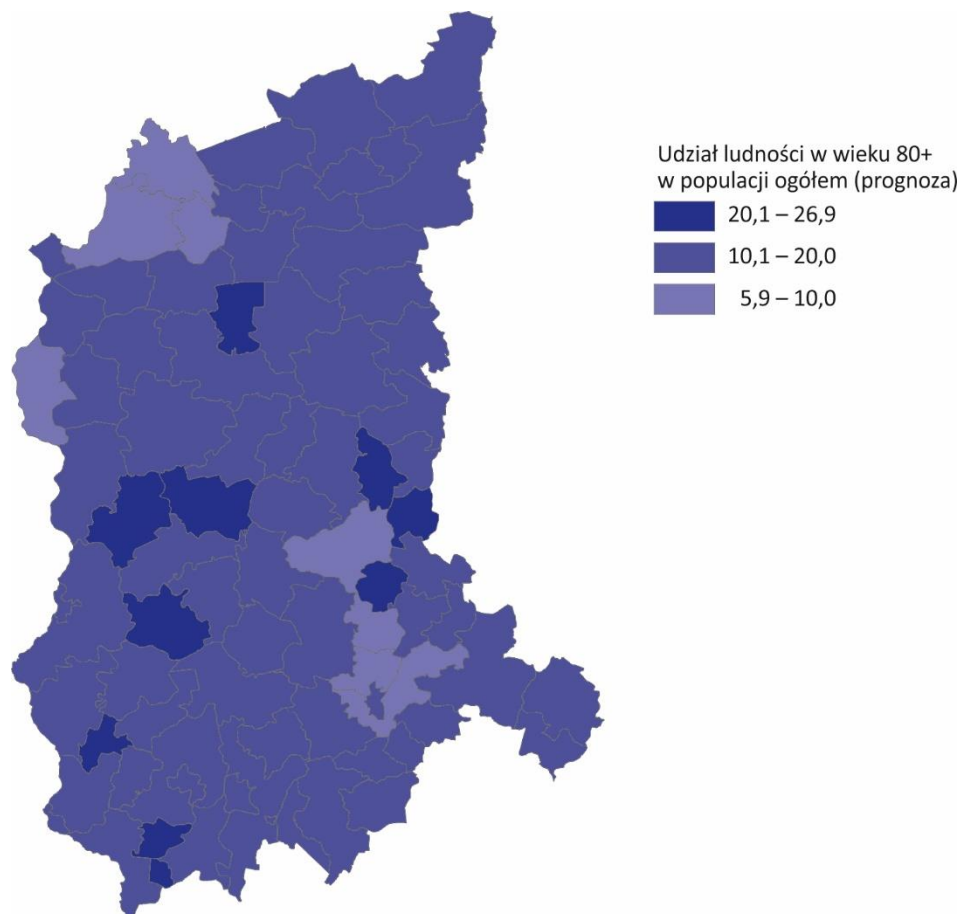 Udział ludności w wieku 80+
w populacji ogółem (prognoza)
20,1 – 26,9
10,1 – 20,0
5,9 – 10,0